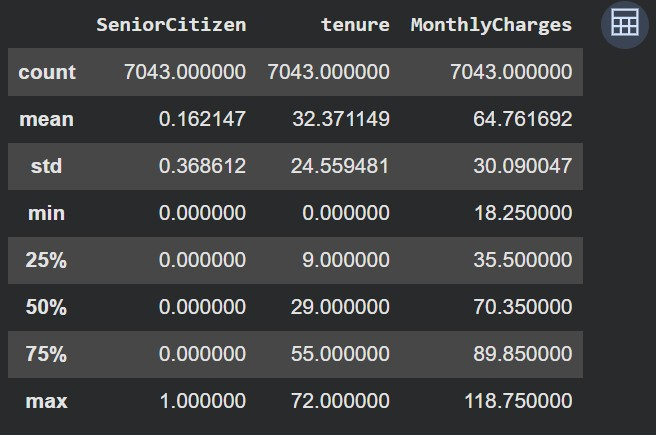 SeniorCitizen tenure MonthlyCharges
count 7043.000000 7043.000000 7043.000000
mean 0.162147 32.371149 64.761692
std 0.368612 24.559481 30.090047
min 0.000000 0.000000 18.250000
25% 0.000000 9.000000 35.500000
50% 0.000000 29.000000 70.350000
75% 0.000000 55.000000 89.850000
max 1.000000 72.000000 118.750000